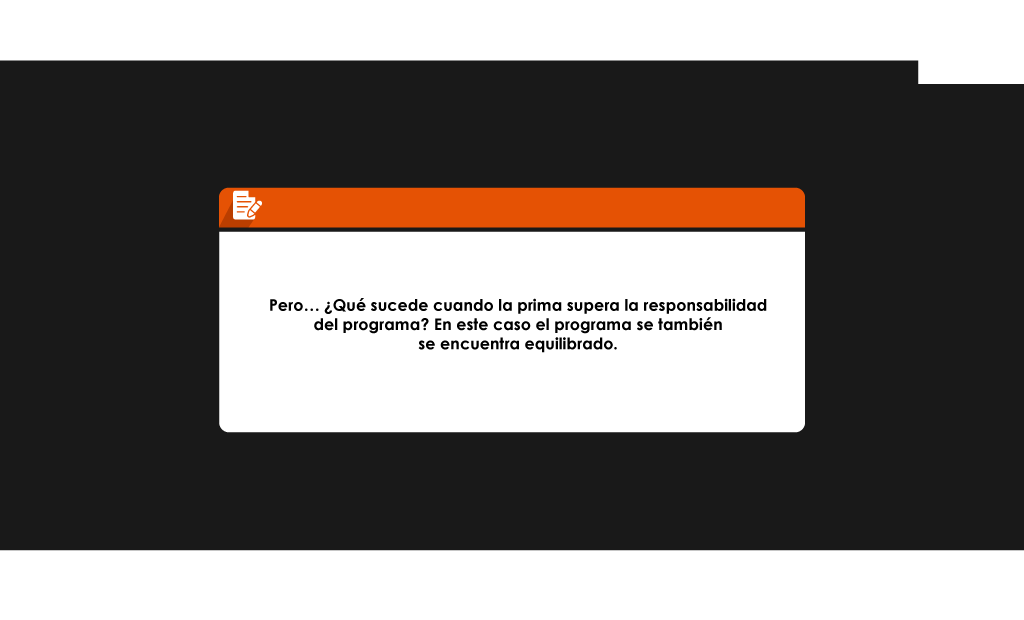 Pero... ¿Qué sucede cuando la prima supera la responsabilidad
del programa? En este caso el programa se también
se encuentra equilibrado.